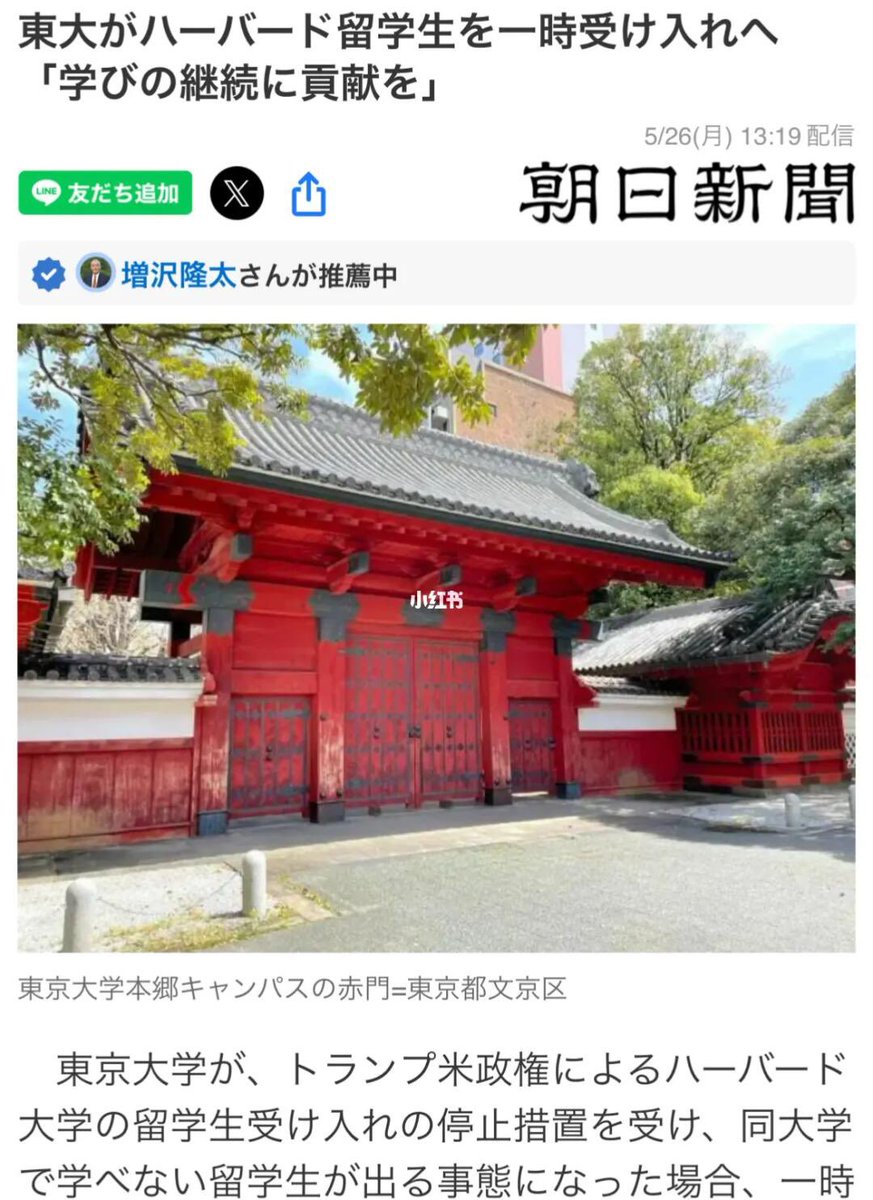 東大がハーバード留学生を一時受け入れへ
「学びの継続に貢献を」
5/26(月) 13:19配信
LINE 友だち追加
朝日新聞
増沢隆太さんが推薦中
小红书
東京大学本郷キャンパスの赤門=東京都文京区
東京大学が、トランプ米政権によるハーバード
大学の留学生受け入れの停止措置を受け、同大学
で学べない留学生が出る事態になった場合、一時